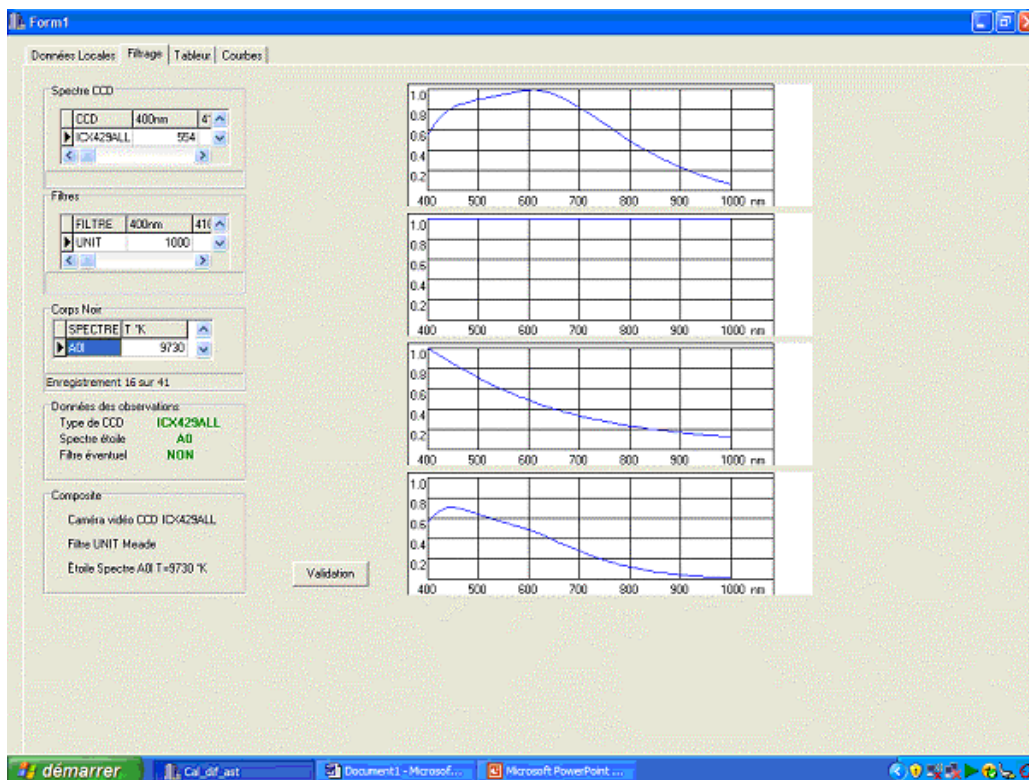 Form1
Données Locales Filtrage Tableur Courbes
Spectre CCD
CCD 400nm
ICX429ALL 554
Filtres
FILTRE 400nm
UNIT 1000
Corps Noir
SPECTRE T °K
A0I 9730
Enregistrement 16 sur 41
Données des observations
Type de CCD ICX429ALL
Spectre étoile A0
Filtre éventuel NON
Composite
Caméra vidéo CCD ICX429ALL
Filtre UNIT Meade
Étoile Spectre A0I T=9730 °K
Validation
1.0
0.8
0.6
0.4
0.2
400 500 600 700 800 900 1000 nm
1.0
0.8
0.6
0.4
0.2
400 500 600 700 800 900 1000 nm
1.0
0.8
0.6
0.4
0.2
400 500 600 700 800 900 1000 nm
1.0
0.8
0.6
0.4
0.2
400 500 600 700 800 900 1000 nm
démarrer Cal_dif_ast Document1 - Microsof... Microsoft PowerPoint ...